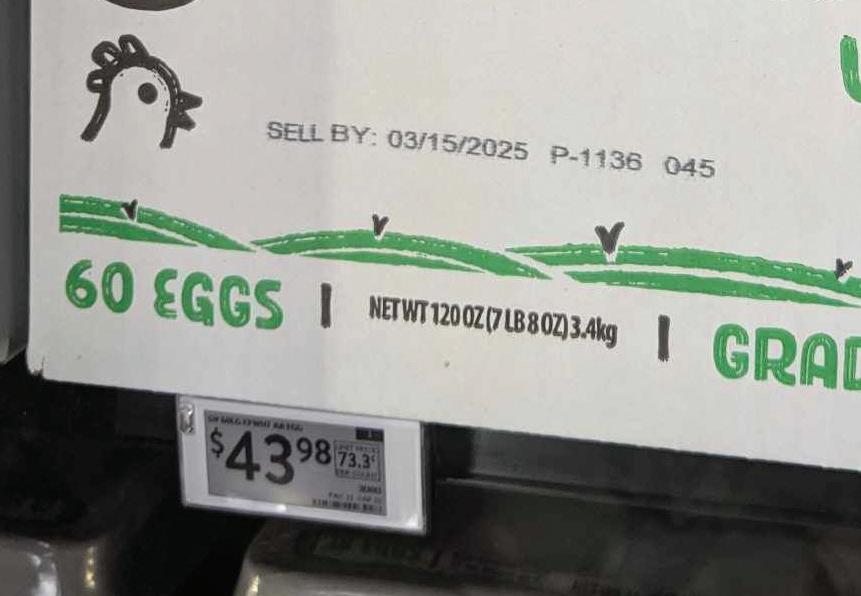 SELL BY: 03/15/2025 P-1136 045
60 EGGS | NET WT 120 OZ (7 LB 8 OZ) 3.4kg | GRAD
$43.98
73.3¢